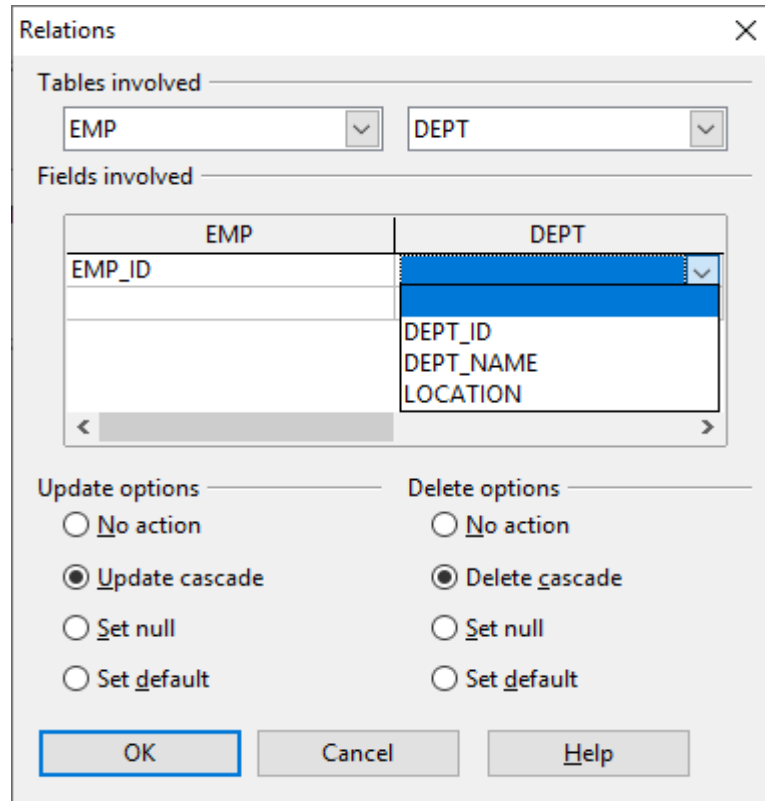 Relations
Tables involved
EMP DEPT
Fields involved
EMP DEPT
EMP_ID
DEPT_ID
DEPT_NAME
LOCATION
Update options Delete options
No action No action
Update cascade Delete cascade
Set null Set null
Set default Set default
OK Cancel Help